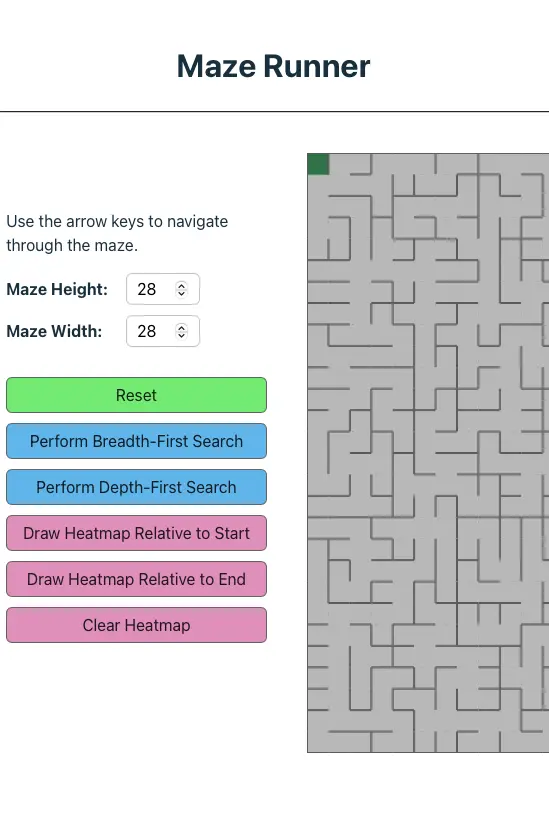 Maze Runner
Use the arrow keys to navigate
through the maze.
Maze Height: 28
Maze Width: 28
Reset
Perform Breadth-First Search
Perform Depth-First Search
Draw Heatmap Relative to Start
Draw Heatmap Relative to End
Clear Heatmap